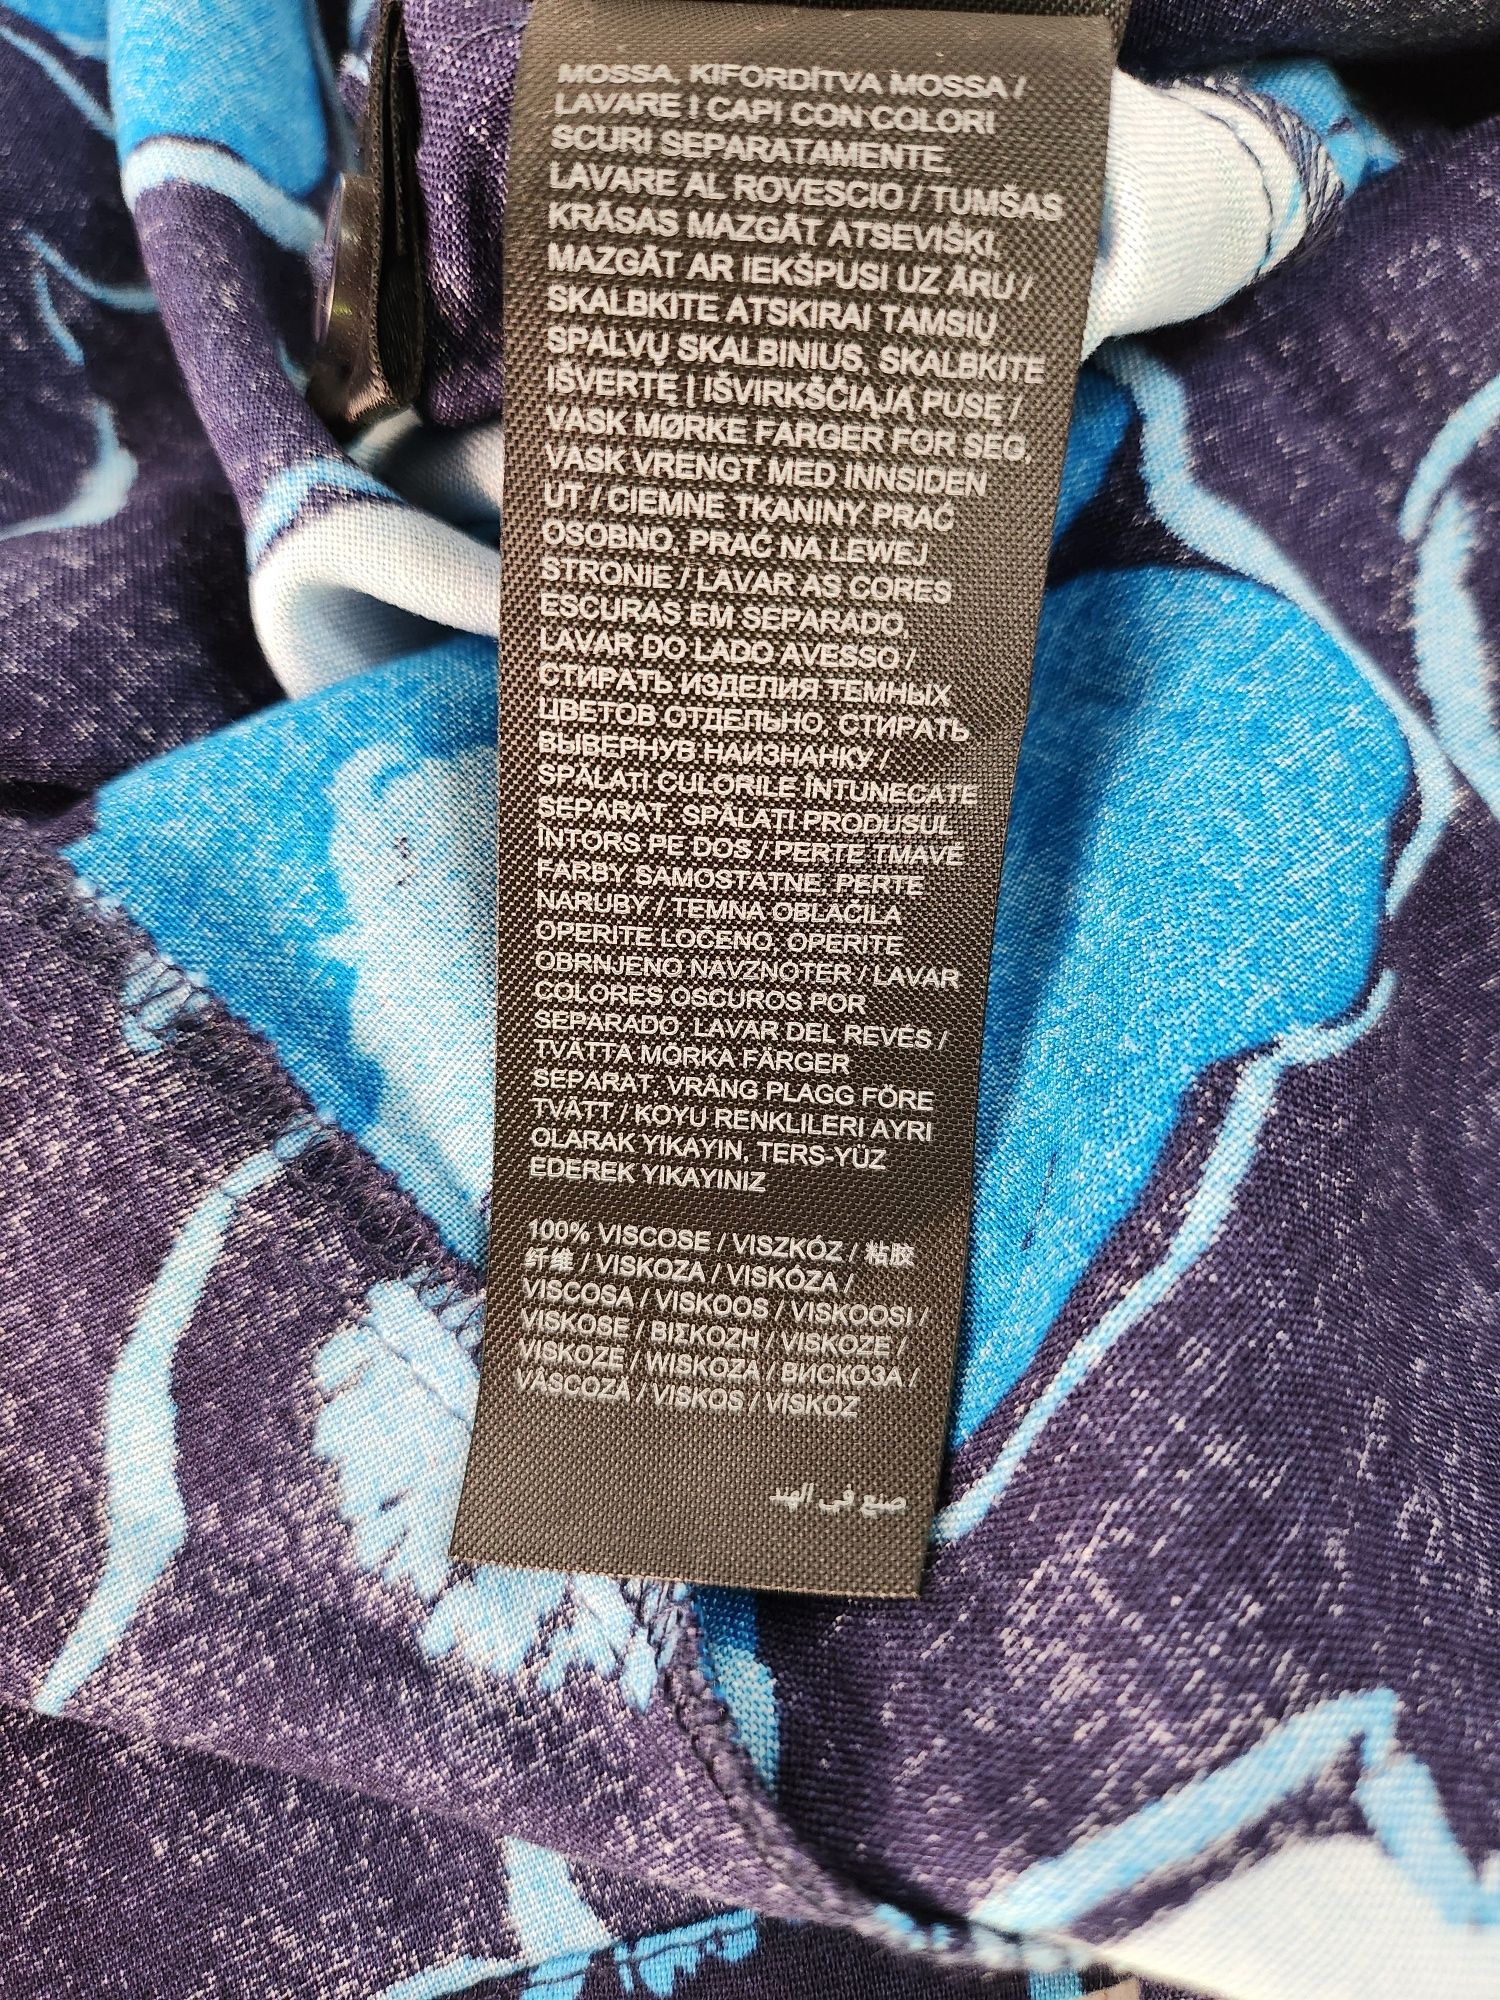 MOSSA, KIFORDÍTVA MOSSA /
LAVARE I CAPI CON COLORI
SCURI SEPARATAMENTE,
LAVARE AL ROVESCIO / TUMŠAS
KRĀSAS MAZGĀT ATSEVIŠĶI,
MAZGĀT AR IEKŠPUSI UZ ĀRU /
SKALBKITE ATSKIRAI TAMSIŲ
SPALVŲ SKALBINIUS, SKALBKITE
IŠVERTĘ Į IŠVIRKŠČIĄJĄ PUSĘ /
VASK MØRKE FARGER FOR SEG,
VASK VRENGT MED INNSIDEN
UT / CIEMNE TKANINY PRAĆ
OSOBNO, PRAĆ NA LEWEJ
STRONIE / LAVAR AS CORES
ESCURAS EM SEPARADO,
LAVAR DO LADO AVESSO /
СТИРАТЬ ИЗДЕЛИЯ ТЕМНЫХ
ЦВЕТОВ ОТДЕЛЬНО, СТИРАТЬ
ВЫВЕРНУВ НАИЗНАНКУ /
SPĂLAȚI CULORILE ÎNTUNECATE
SEPARAT, SPĂLAȚI PRODUSUL
ÎNTORS PE DOS / PERTE TMAVÉ
FARBY SAMOSTATNE, PERTE
NARUBY / TEMNA OBLAČILA
OPERITE LOČENO, OPERITE
OBRNJENO NAVZNOTER / LAVAR
COLORES OSCUROS POR
SEPARADO, LAVAR DEL REVÉS /
TVÄTTA MÖRKA FÄRGER
SEPARAT, VRÄNG PLAGG FÖRE
TVÄTT / KOYU RENKLILERI AYRI
OLARAK YIKAYIN, TERS-YÜZ
EDEREK YIKAYINIZ
100% VISCOSE / VISZKÓZ / 粘胶
纤维 / VISKOZA / VISKÓZA /
VISCOSA / VISKOOS / VISKOOSI /
VISKOSE / ΒΙΣΚΟΖΗ / VISKOZE /
VISKOZĖ / WISKOZA / ВИСКОЗА /
VÂSCOZĂ / VISKOS / VISKOZ
صنع في الهند